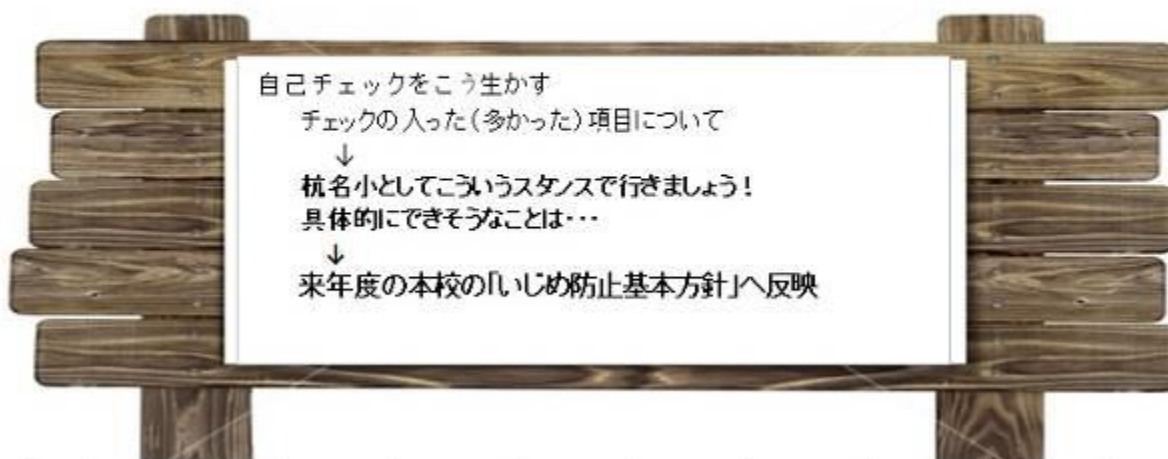 自己チェックをこう生かす
チェックの入った(多かった)項目について
↓
杭名小としてこういうスタンスで行きましょう!
具体的にできそうなことは・・・
↓
来年度の本校の「いじめ防止基本方針」へ反映